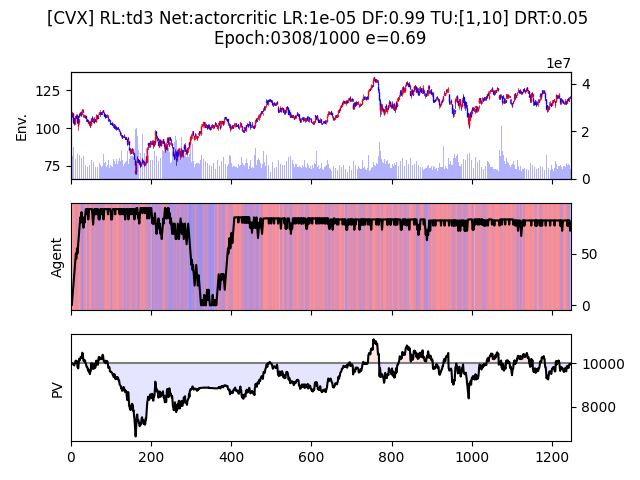 [CVX] RL:td3 Net:actorcritic LR:1e-05 DF:0.99 TU:[1,10] DRT:0.05
Epoch:0308/1000 e=0.69
1e7
125
100
75
Env.
4
2
0
Agent
50
0
PV
10000
8000
0 200 400 600 800 1000 1200